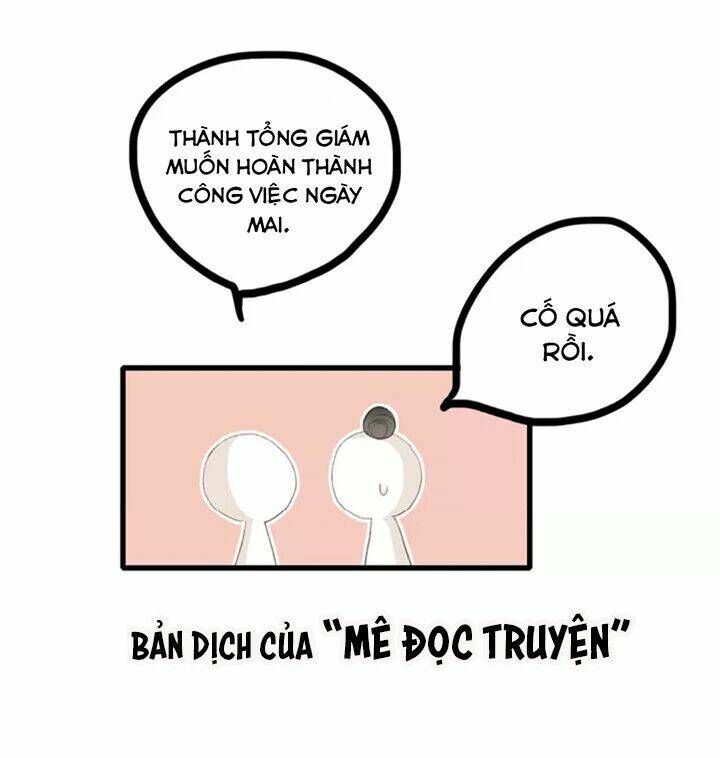 THÀNH TỔNG GIÁM
MUỐN HOÀN THÀNH
CÔNG VIỆC NGÀY
MAI.
CỐ QUÁ
RỒI.
BẢN DỊCH CỦA "MÊ ĐỌC TRUYỆN"